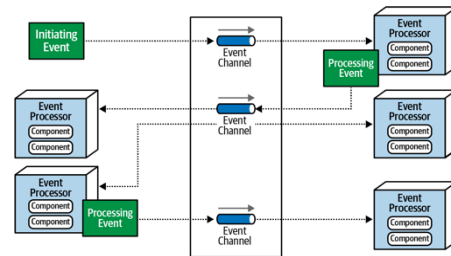 Initiating
Event
Event
Channel
Event
Processor
Component
Component
Processing
Event
Event
Processor
Component
Component
Event
Channel
Event
Processor
Component
Component
Event
Processor
Component
Component
Processing
Event
Event
Channel
Event
Processor
Component
Component